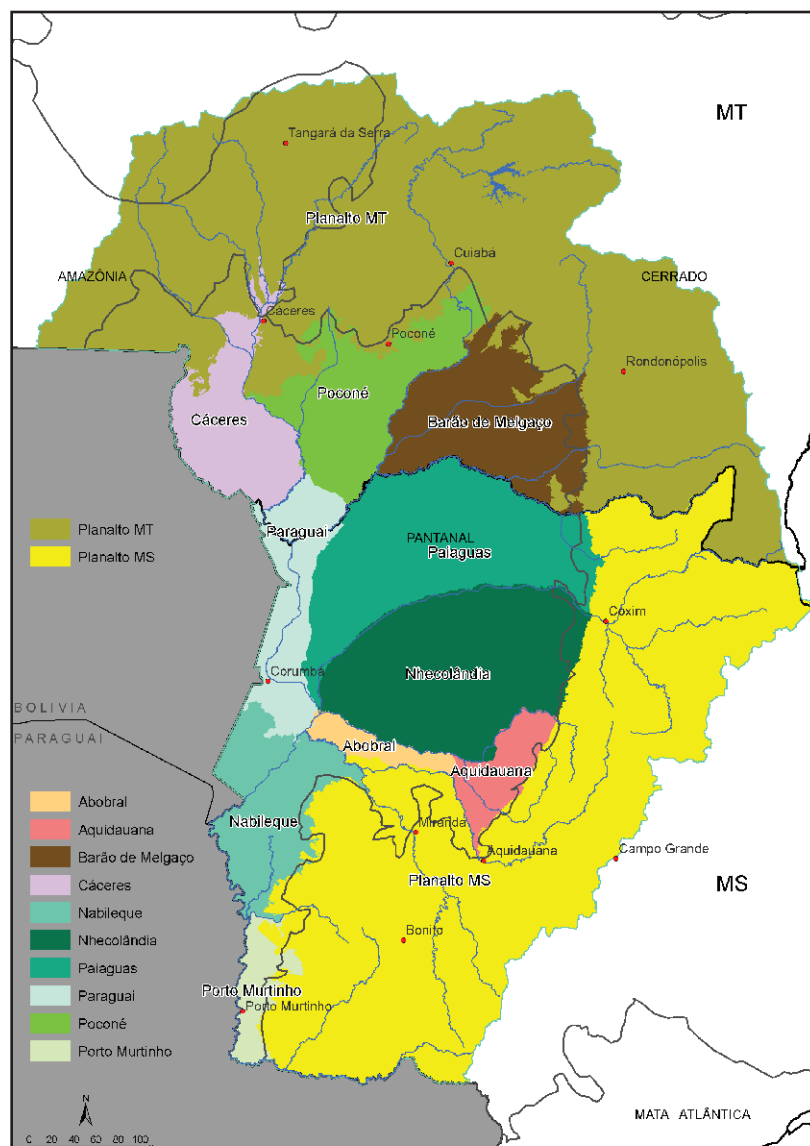 MT
Tangará da Serra
Planalto MT
Cuiabá
AMAZÔNIA
CERRADO
Cáceres
Poconé
Rondonópolis
Poconé
Cáceres
Barão de Melgaço
Planalto MT
Planalto MS
Paraguai
PANTANAL
Paiaguas
Cóxim
Nhecolândia
Corumbá
BOLIVIA
PARAGUAI
Abobral
Aquidauana
Abobral
Aquidauana
Barão de Melgaço
Cáceres
Nabileque
Nhecolândia
Paiaguas
Paraguai
Poconé
Porto Murtinho
Nabileque
Miranda
Aquidauana
Campo Grande
Planalto MS
MS
Bonito
Porto Murtinho
Porto Murtinho
N
0 20 40 60 80 100
MATA ATLÂNTICA